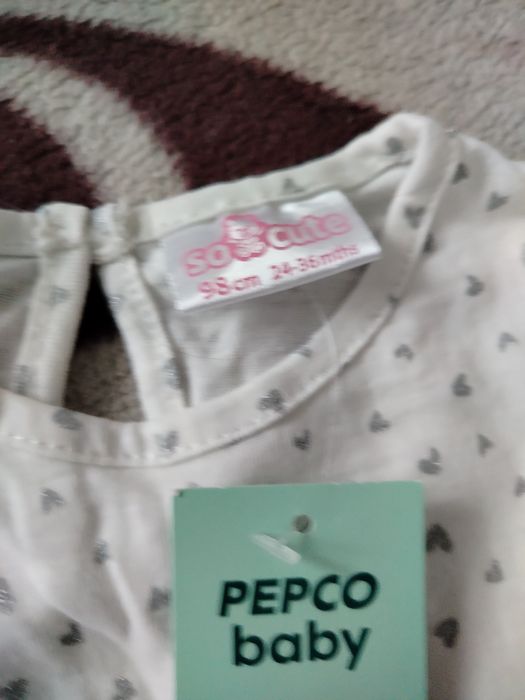 so cute
98cm 24-36mths
PEPCO
baby